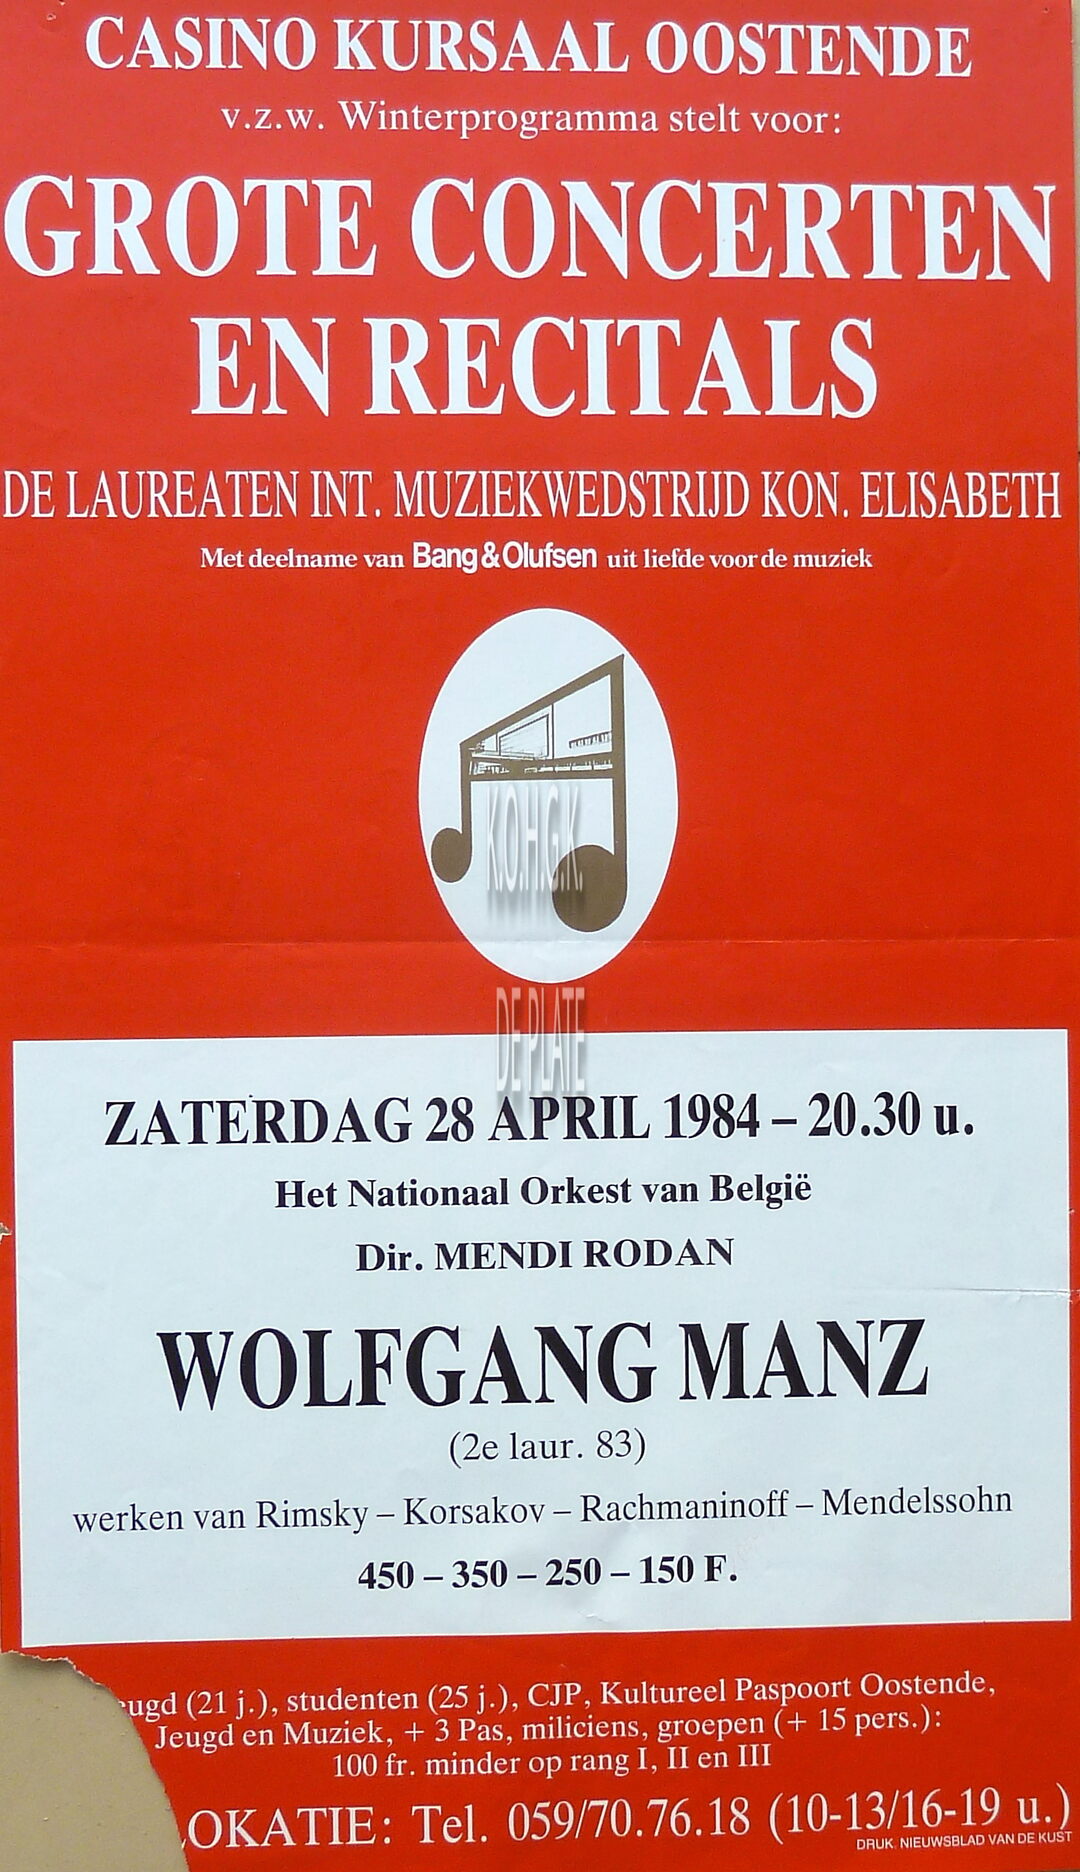 CASINO KURSAAL OOSTENDE
v.z.w. Winterprogramma stelt voor:
GROTE CONCERTEN
EN RECITALS
DE LAUREATEN INT. MUZIEKWEDSTRIJD KON. ELISABETH
Met deelname van Bang & Olufsen uit liefde voor de muziek
K.O.H.G.K.
DE PLATE
ZATERDAG 28 APRIL 1984 – 20.30 u.
Het Nationaal Orkest van België
Dir. MENDI RODAN
WOLFGANG MANZ
(2e laur. 83)
werken van Rimsky – Korsakov – Rachmaninoff – Mendelssohn
450 – 350 – 250 – 150 F.
eugd (21 j.), studenten (25 j.), CJP, Kultureel Paspoort Oostende,
Jeugd en Muziek, + 3 Pas, miliciens, groepen (+ 15 pers.):
100 fr. minder op rang I, II en III
OKATIE: Tel. 059/70.76.18 (10-13/16-19 u.)
DRUK. NIEUWSBLAD VAN DE KUST